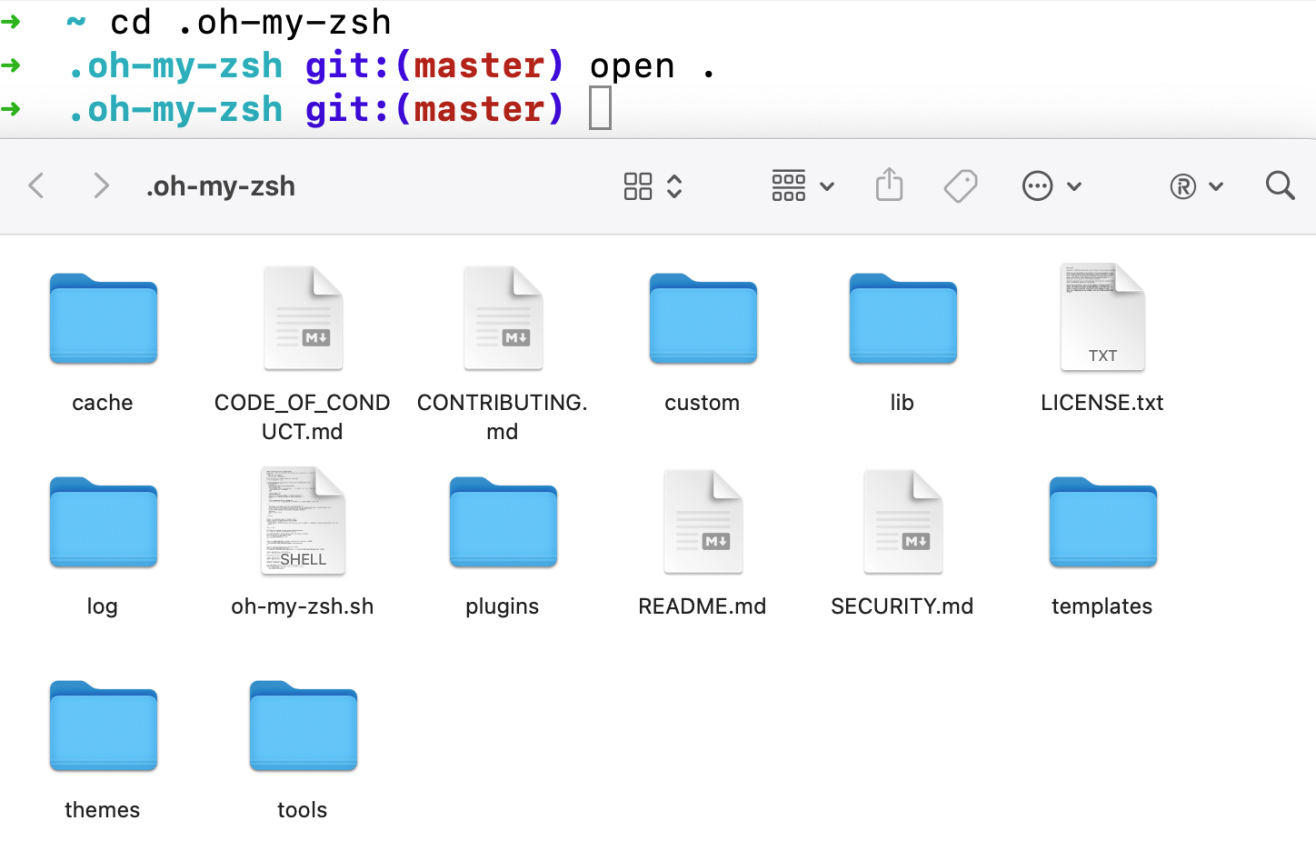 → ~ cd .oh-my-zsh
→ .oh-my-zsh git:(master) open .
→ .oh-my-zsh git:(master)
.oh-my-zsh
cache
CODE_OF_COND
UCT.md
CONTRIBUTING.
md
custom
lib
TXT
LICENSE.txt
log
SHELL
oh-my-zsh.sh
plugins
README.md
SECURITY.md
templates
themes
tools